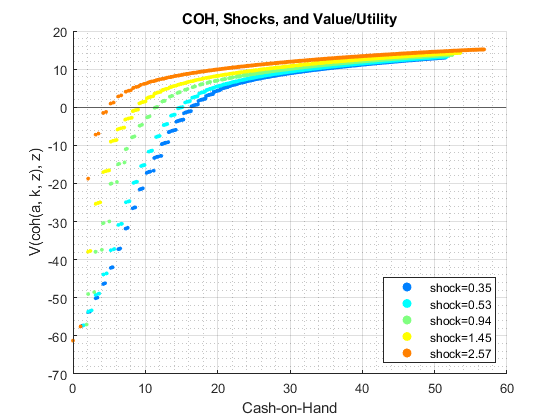 COH, Shocks, and Value/Utility
20
10
0
-10
-20
-30
-40
-50
-60
-70
V(coh(a, k, z), z)
0
10
20
30
40
50
60
Cash-on-Hand
shock=0.35
shock=0.53
shock=0.94
shock=1.45
shock=2.57